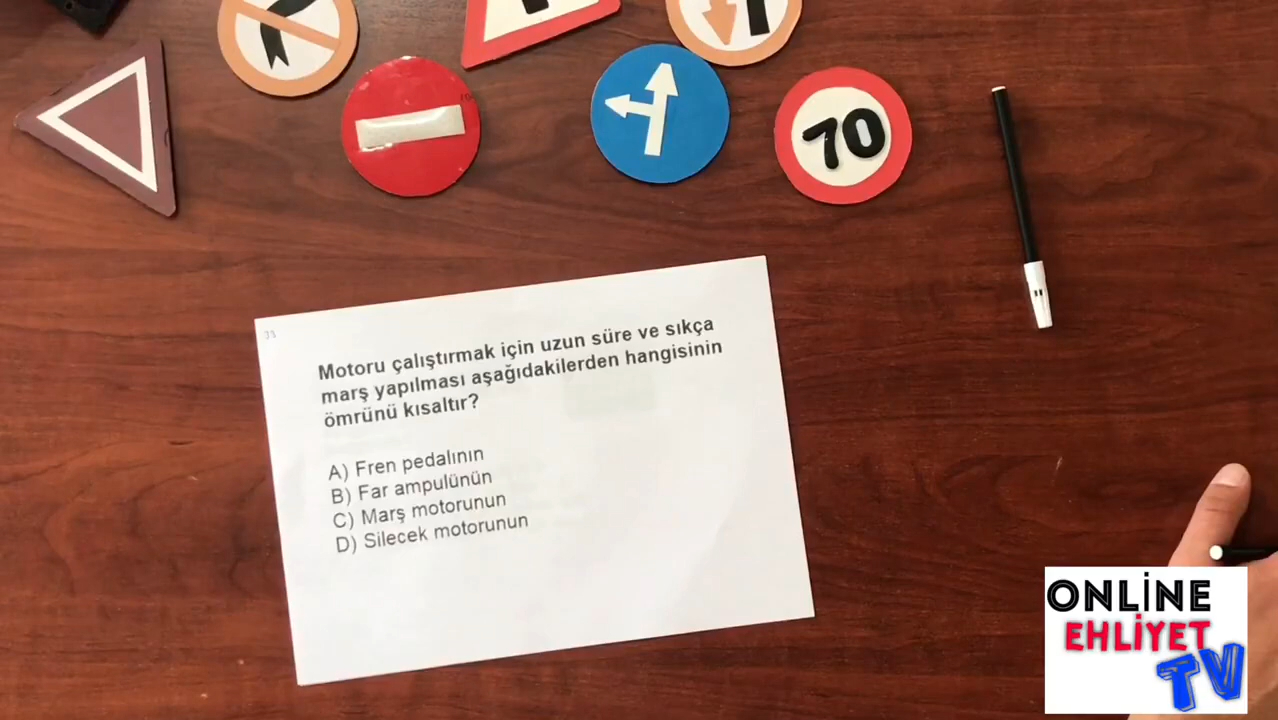 70
Motoru çalıştırmak için uzun süre ve sıkça
marş yapılması aşağıdakilerden hangisinin
ömrünü kısaltır?
A) Fren pedalının
B) Far ampulünün
C) Marş motorunun
D) Silecek motorunun
ONLİNE
EHLİYET
TV